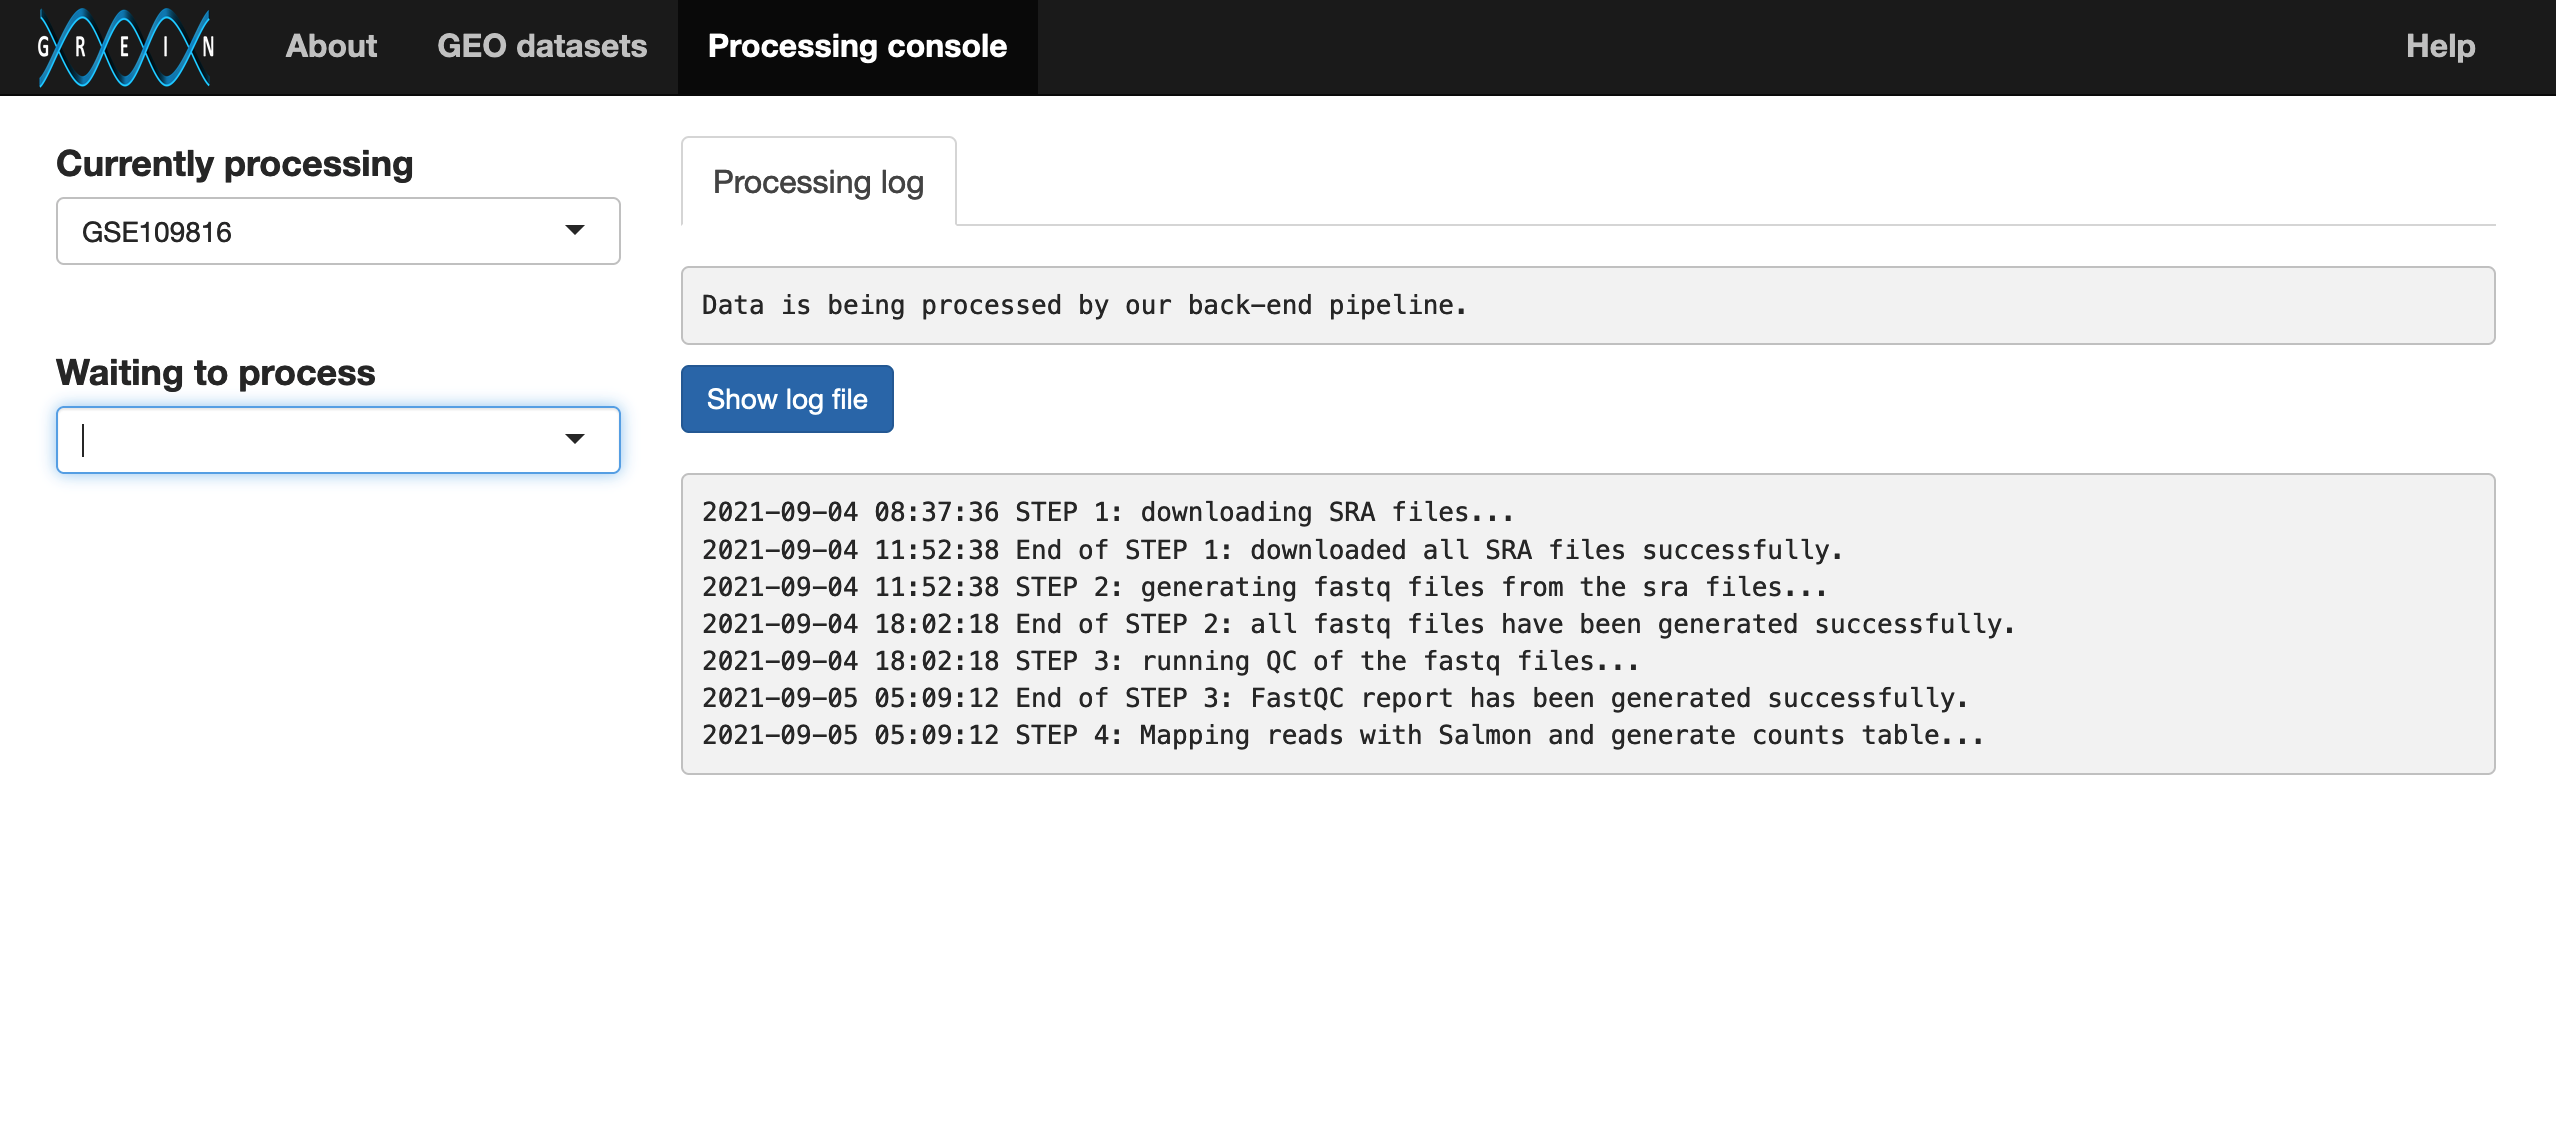 GREIN About GEO datasets Processing console Help
Currently processing
GSE109816
Waiting to process
Processing log
Data is being processed by our back-end pipeline.
Show log file
2021-09-04 08:37:36 STEP 1: downloading SRA files...
2021-09-04 11:52:38 End of STEP 1: downloaded all SRA files successfully.
2021-09-04 11:52:38 STEP 2: generating fastq files from the sra files...
2021-09-04 18:02:18 End of STEP 2: all fastq files have been generated successfully.
2021-09-04 18:02:18 STEP 3: running QC of the fastq files...
2021-09-05 05:09:12 End of STEP 3: FastQC report has been generated successfully.
2021-09-05 05:09:12 STEP 4: Mapping reads with Salmon and generate counts table...